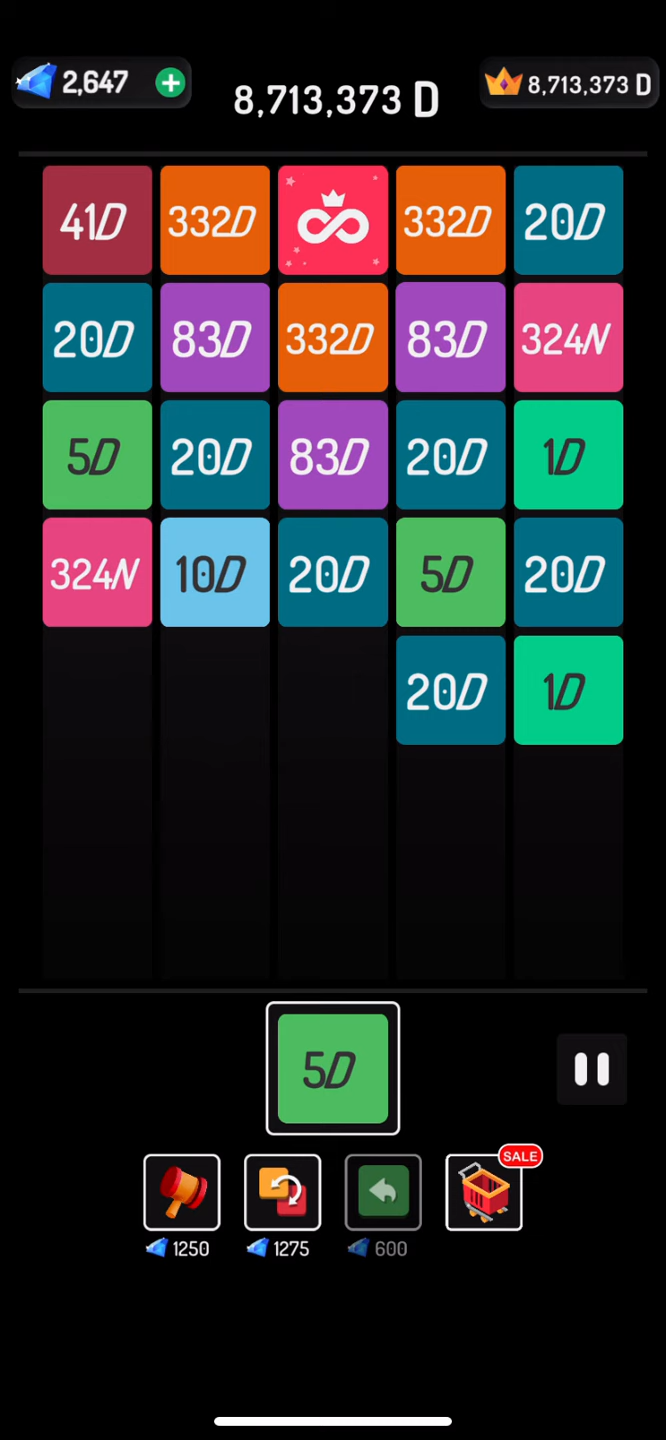 2,647
8,713,373 D
8,713,373 D
41D 332D ∞ 332D 20D
20D 83D 332D 83D 324N
5D 20D 83D 20D 1D
324N 10D 20D 5D 20D
20D 1D
5D
SALE
1250 1275 600